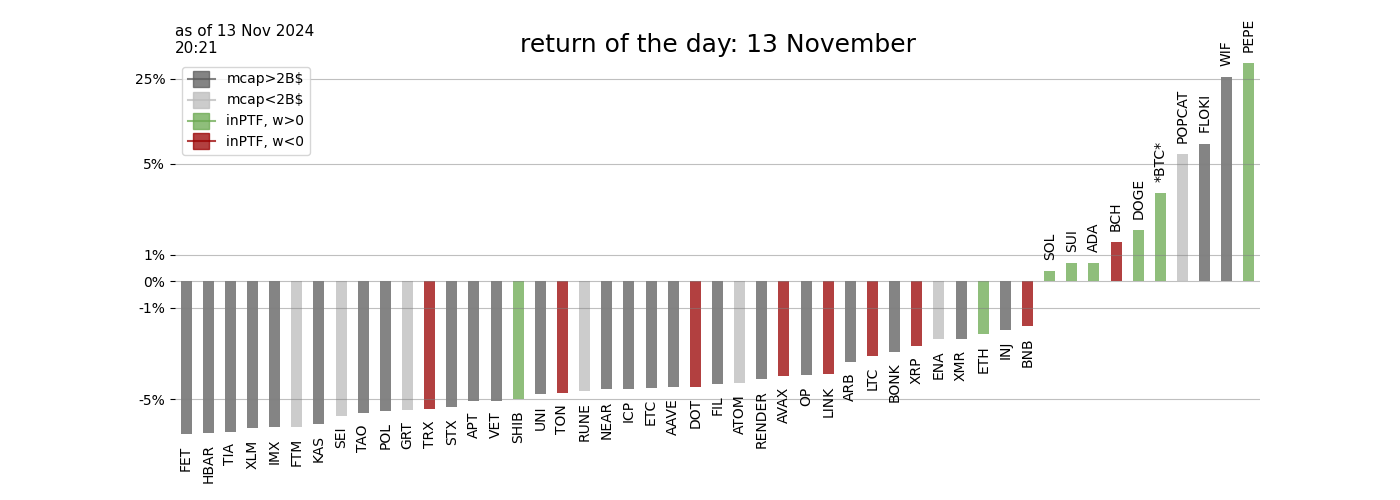 as of 13 Nov 2024
20:21
return of the day: 13 November
mcap>2B$
mcap<2B$
inPTF, w>0
inPTF, w<0
25%
5%
1%
0%
-1%
-5%
FET
HBAR
TIA
XLM
IMX
FTM
KAS
SEI
TAO
POL
GRT
TRX
STX
APT
VET
SHIB
UNI
TON
RUNE
NEAR
ICP
ETC
AAVE
DOT
FIL
ATOM
RENDER
AVAX
OP
LINK
ARB
LTC
BONK
XRP
ENA
XMR
ETH
INJ
BNB
SOL
SUI
ADA
BCH
DOGE
*BTC*
POPCAT
FLOKI
WIF
PEPE